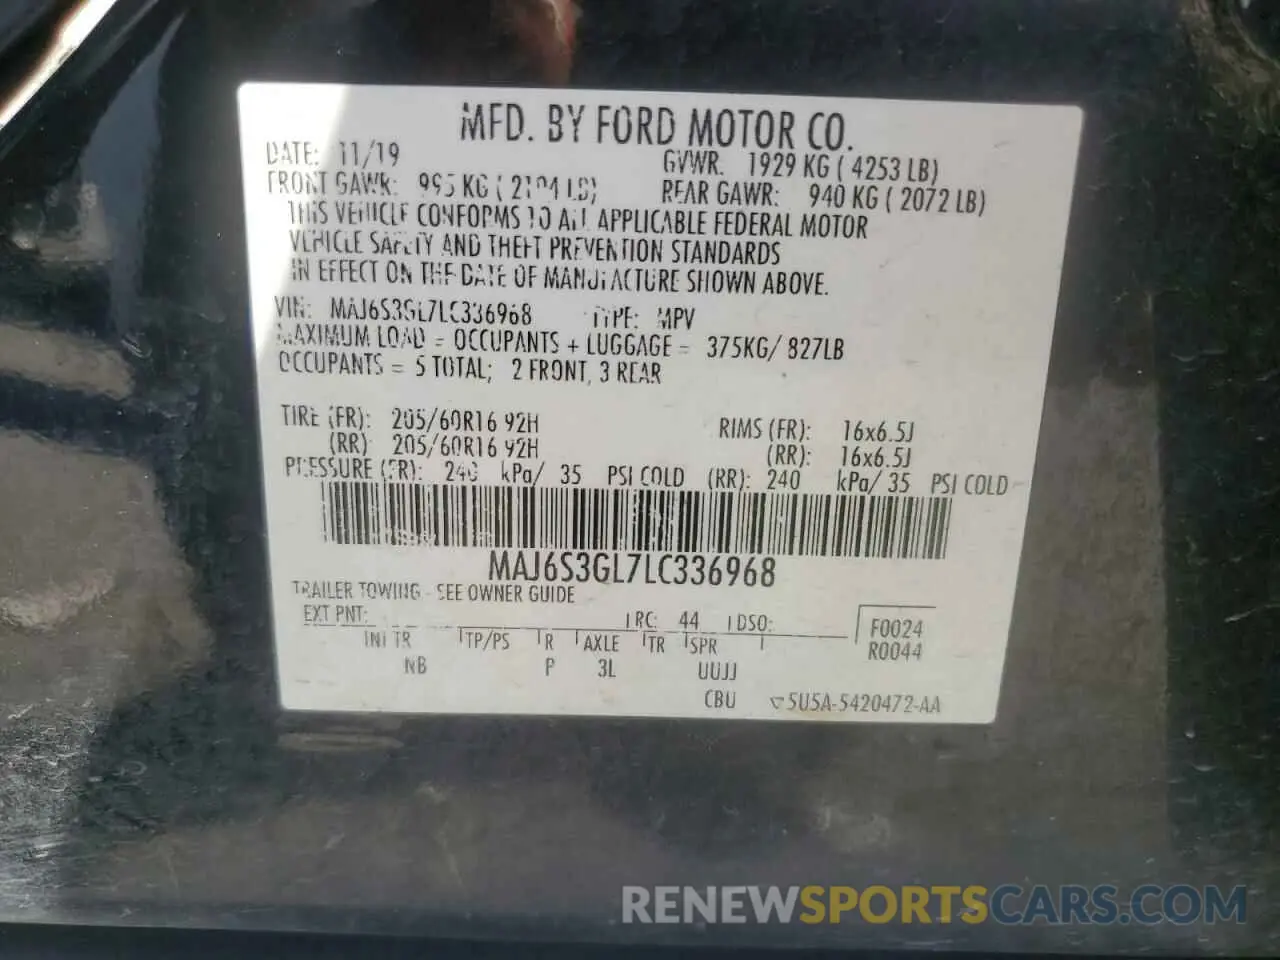 MFD. BY FORD MOTOR CO.
DATE: 11/19 GVWR: 1929 KG ( 4253 LB)
FRONT GAWR: 995 KG ( 2194 LB) REAR GAWR: 940 KG ( 2072 LB)
THIS VEHICLE CONFORMS TO ALL APPLICABLE FEDERAL MOTOR
VEHICLE SAFETY AND THEFT PREVENTION STANDARDS
IN EFFECT ON THE DATE OF MANUFACTURE SHOWN ABOVE.
VIN: MAJ6S3GL7LC336968 TYPE: MPV
MAXIMUM LOAD = OCCUPANTS + LUGGAGE = 375KG/ 827LB
OCCUPANTS = 5 TOTAL; 2 FRONT, 3 REAR
TIRE (FR): 205/60R16 92H RIMS (FR): 16x6.5J
(RR) 205/60R16 92H (RR): 16x6.5J
PRESSURE (FR): 240 kPa/ 35 PSI COLD (RR): 240 kPa/ 35 PSI COLD
MAJ6S3GL7LC336968
TRAILER TOWING - SEE OWNER GUIDE
EXT PNT: RC: 44 DSO: F0024
INT TR TP/PS R AXLE TR SPR R0044
NB P 3L UUJJ
CBU ▽5U5A-5420472-AA
RENEWSPORTSCARS.COM